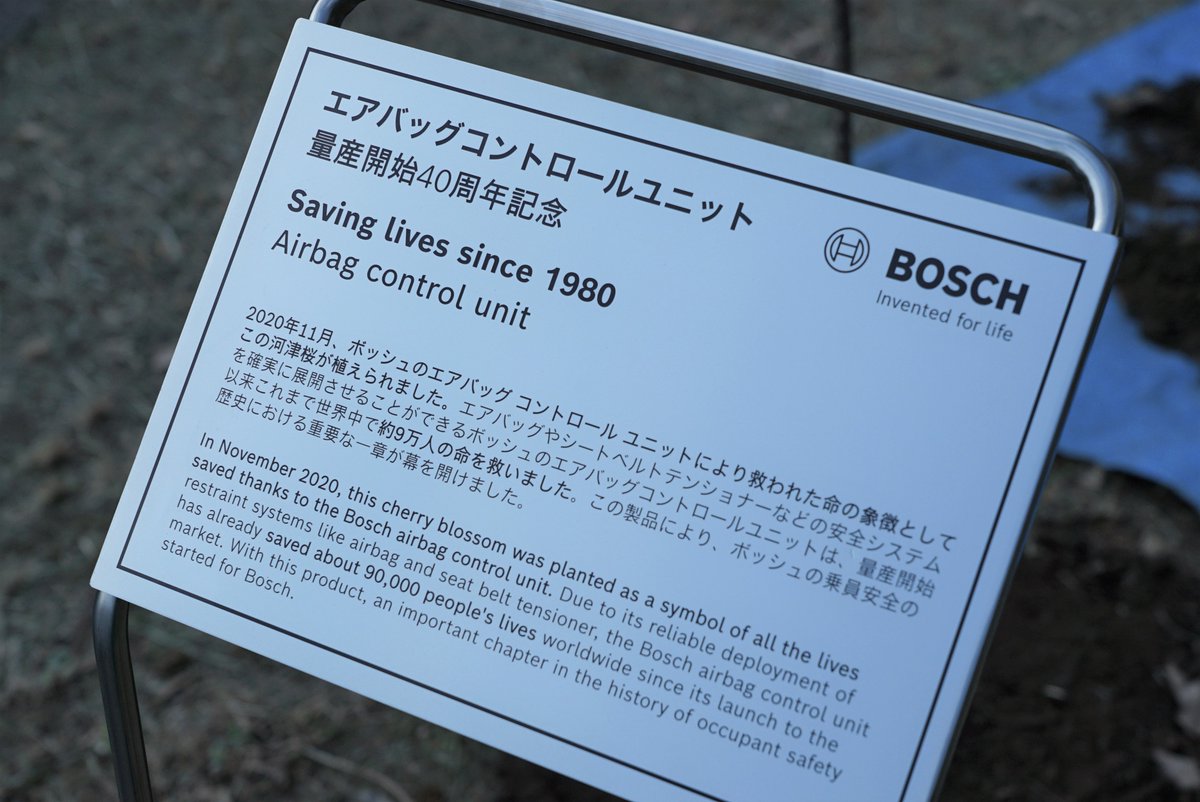 エアバッグコントロールユニット
量産開始40周年記念
Saving lives since 1980
Airbag control unit
BOSCH
Invented for life
2020年11月、ボッシュのエアバッグ コントロール ユニットにより救われた命の象徴として
この河津桜が植えられました。エアバッグやシートベルトテンショナーなどの安全システム
を確実に展開させることができるボッシュのエアバッグコントロールユニットは、量産開始
以来これまで世界中で約9万人の命を救いました。この製品により、ボッシュの乗員安全の
歴史における重要な一章が幕を開けました。
In November 2020, this cherry blossom was planted as a symbol of all the lives
saved thanks to the Bosch airbag control unit. Due to its reliable deployment of
restraint systems like airbag and seat belt tensioner, the Bosch airbag control unit
has already saved about 90,000 people's lives worldwide since its launch to the
market. With this product, an important chapter in the history of occupant safety
started for Bosch.